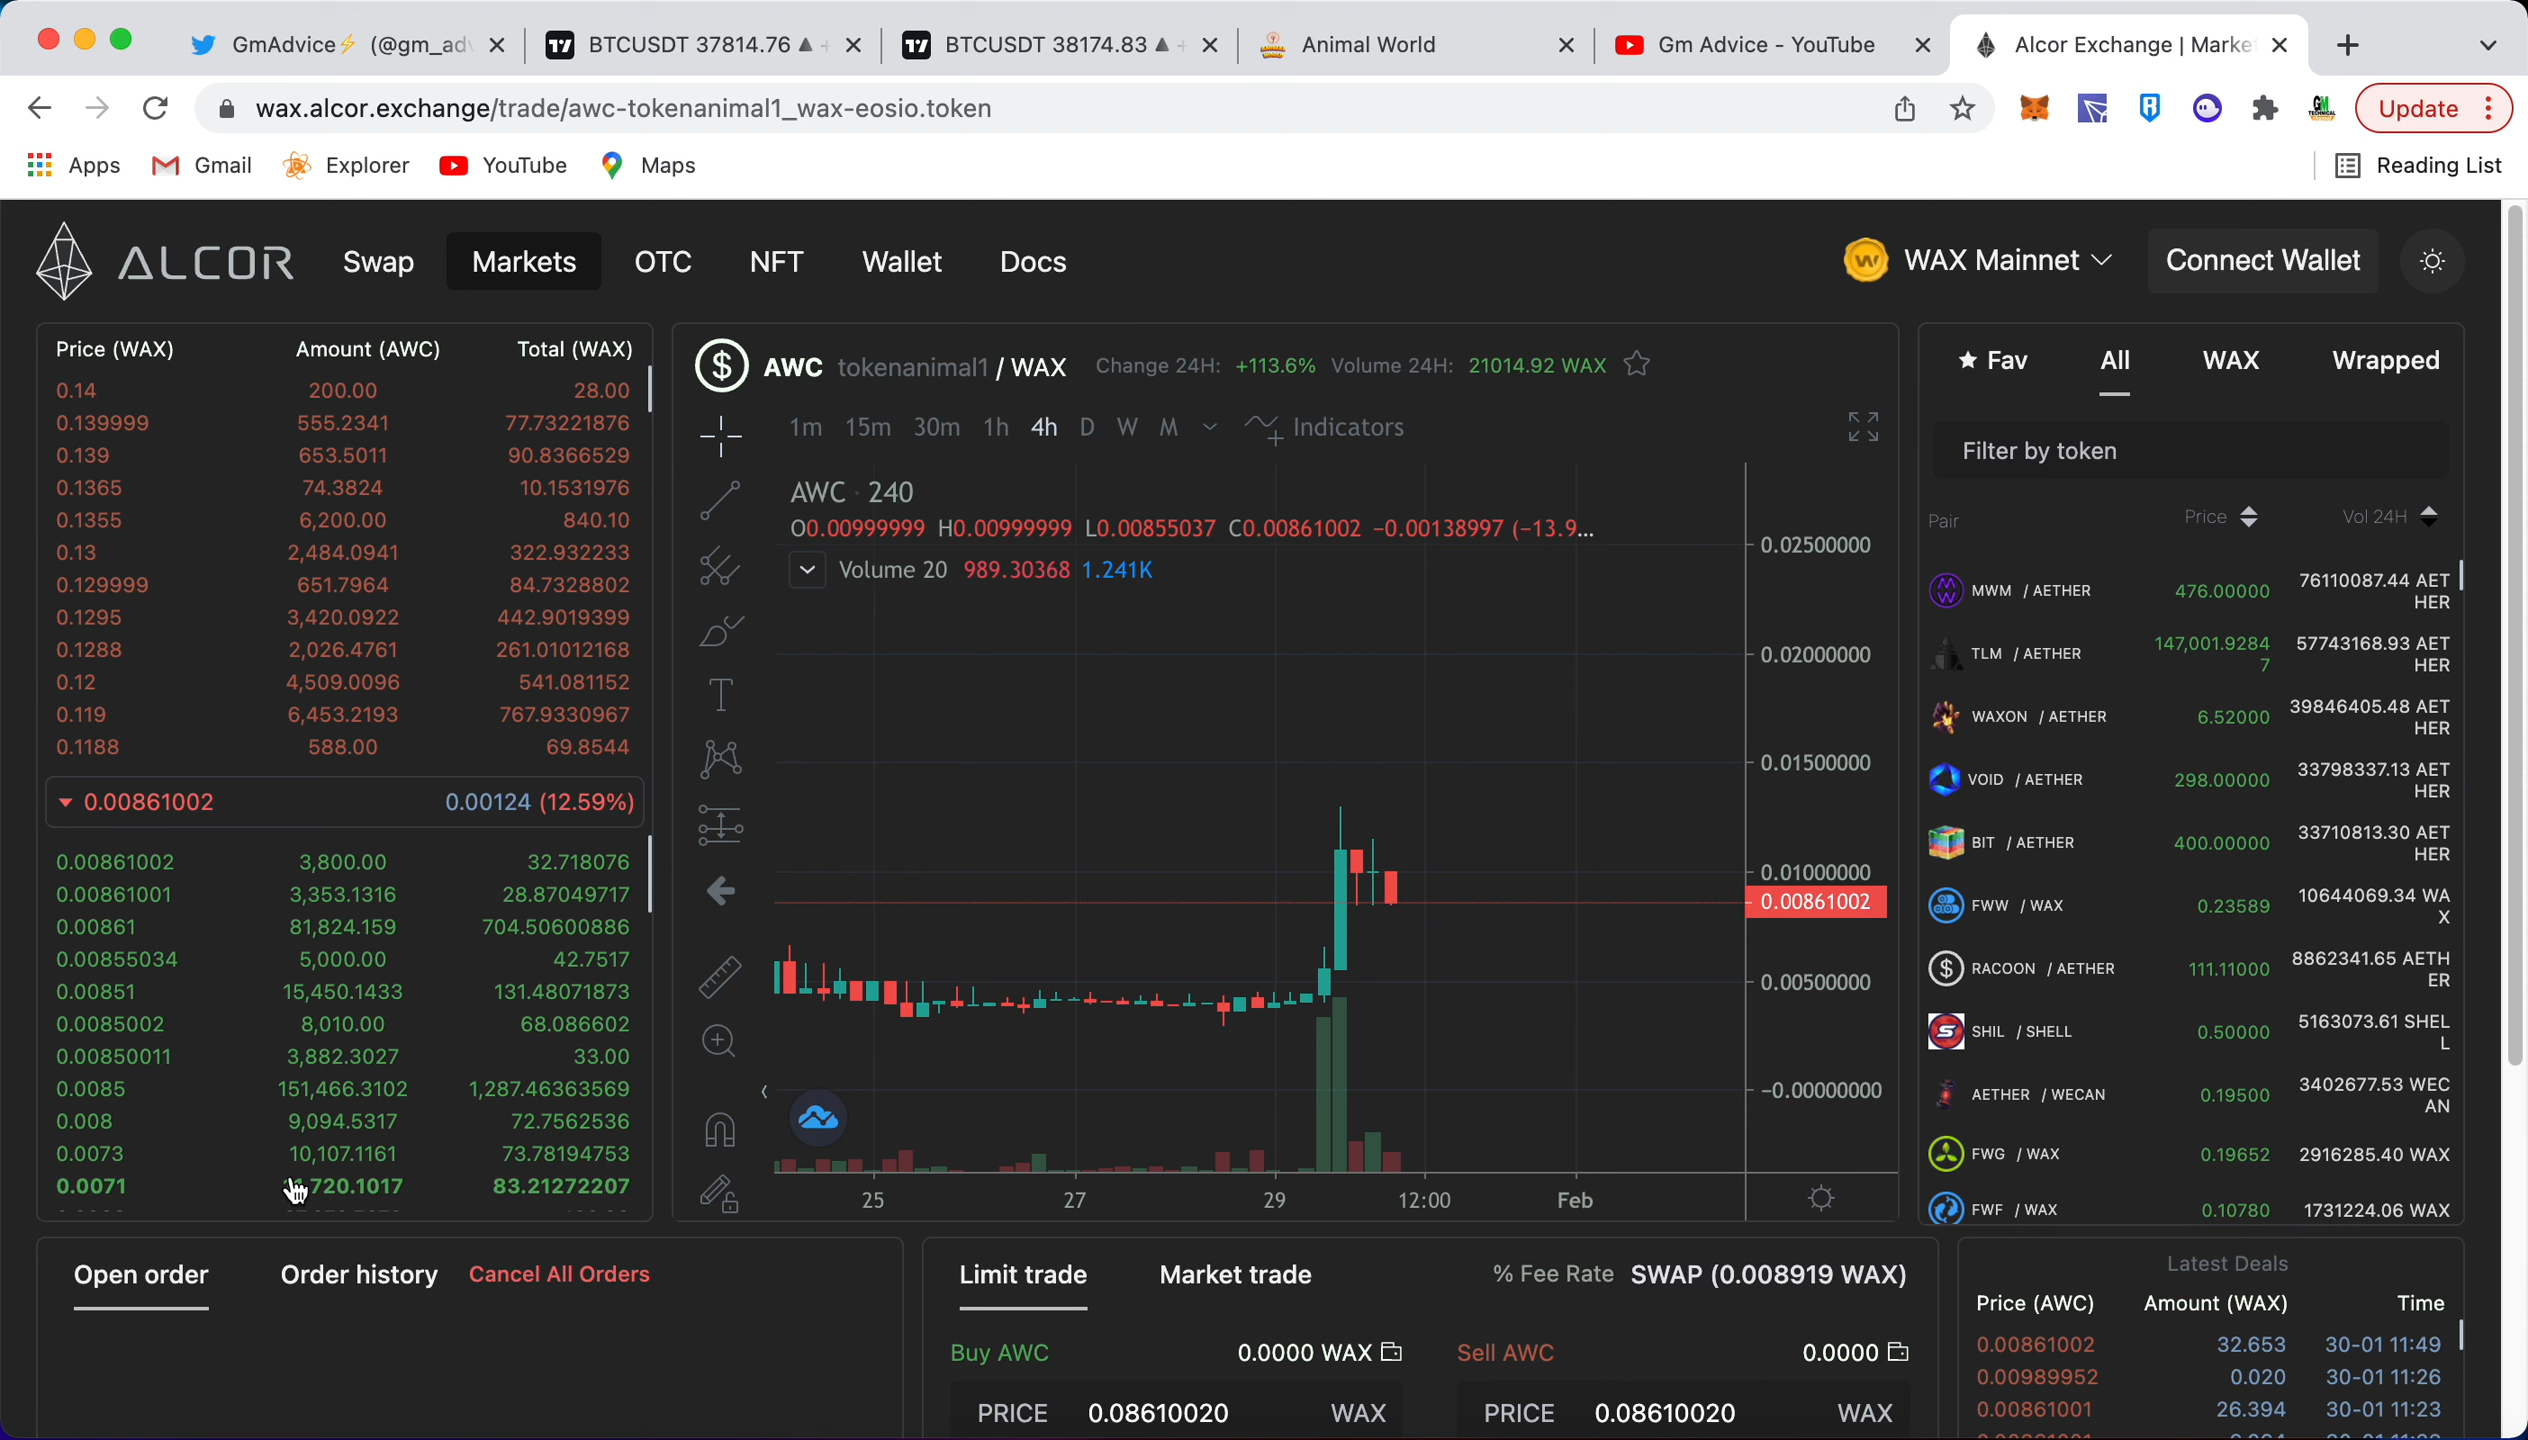 GmAdvice⚡ (@gm_adv
BTCUSDT 37814.76 ▲ +
BTCUSDT 38174.83 ▲ +
Animal World
Gm Advice - YouTube
Alcor Exchange | Marke
wax.alcor.exchange/trade/awc-tokenanimal1_wax-eosio.token
Update
Apps
Gmail
Explorer
YouTube
Maps
Reading List
ALCOR
Swap
Markets
OTC
NFT
Wallet
Docs
WAX Mainnet
Connect Wallet
Price (WAX) Amount (AWC) Total (WAX)
0.14 200.00 28.00
0.139999 555.2341 77.73221876
0.139 653.5011 90.8366529
0.1365 74.3824 10.1531976
0.1355 6,200.00 840.10
0.13 2,484.0941 322.932233
0.129999 651.7964 84.7328802
0.1295 3,420.0922 442.9019399
0.1288 2,026.4761 261.01012168
0.12 4,509.0096 541.081152
0.119 6,453.2193 767.9330967
0.1188 588.00 69.8544
0.00861002 0.00124 (12.59%)
0.00861002 3,800.00 32.718076
0.00861001 3,353.1316 28.87049717
0.00861 81,824.159 704.50600886
0.00855034 5,000.00 42.7517
0.00851 15,450.1433 131.48071873
0.0085002 8,010.00 68.086602
0.00850011 3,882.3027 33.00
0.0085 151,466.3102 1,287.46363569
0.008 9,094.5317 72.7562536
0.0073 10,107.1161 73.78194753
0.0071 720.1017 83.21272207
AWC tokenanimal1 / WAX Change 24H: +113.6% Volume 24H: 21014.92 WAX
1m 15m 30m 1h 4h D W M Indicators
AWC · 240
O0.00999999 H0.00999999 L0.00855037 C0.00861002 −0.00138997 (−13.9...
Volume 20 989.30368 1.241K
0.02500000
0.02000000
0.01500000
0.01000000
0.00861002
0.00500000
−0.00000000
25 27 29 12:00 Feb
Fav All WAX Wrapped
Filter by token
Pair Price Vol 24H
MWM / AETHER 476.00000 76110087.44 AET
HER
TLM / AETHER 147,001.9284 57743168.93 AET
7 HER
WAXON / AETHER 6.52000 39846405.48 AET
HER
VOID / AETHER 298.00000 33798337.13 AET
HER
BIT / AETHER 400.00000 33710813.30 AET
HER
FWW / WAX 0.23589 10644069.34 WA
X
RACOON / AETHER 111.11000 8862341.65 AETH
ER
SHIL / SHELL 0.50000 5163073.61 SHEL
L
AETHER / WECAN 0.19500 3402677.53 WEC
AN
FWG / WAX 0.19652 2916285.40 WAX
FWF / WAX 0.10780 1731224.06 WAX
Open order Order history Cancel All Orders
Limit trade Market trade % Fee Rate SWAP (0.008919 WAX)
Buy AWC 0.0000 WAX
PRICE 0.08610020 WAX
Sell AWC 0.0000
PRICE 0.08610020 WAX
Latest Deals
Price (AWC) Amount (WAX) Time
0.00861002 32.653 30-01 11:49
0.00989952 0.020 30-01 11:26
0.00861001 26.394 30-01 11:23